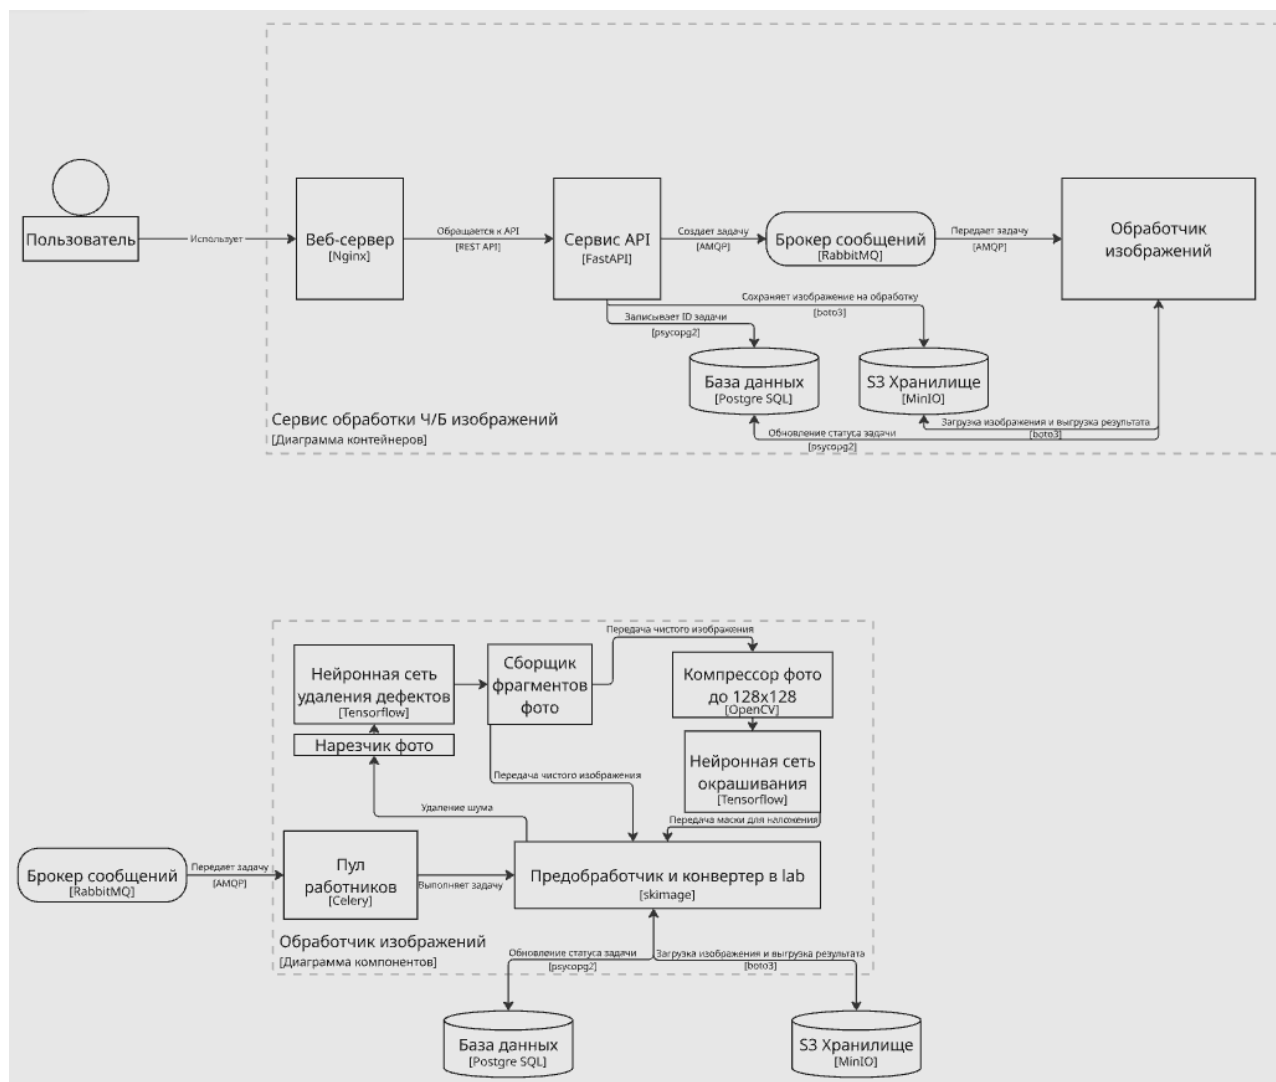 Пользователь
Использует
Веб-сервер
[Nginx]
Обращается к API
[REST API]
Сервис API
[FastAPI]
Создает задачу
[AMQP]
Брокер сообщений
[RabbitMQ]
Передает задачу
[AMQP]
Обработчик
изображений
Сохраняет изображение на обработку
[boto3]
Записывает ID задачи
[psycopg2]
База данных
[Postgre SQL]
S3 Хранилище
[MinIO]
Загрузка изображения и выгрузка результата
[boto3]
Обновление статуса задачи
[psycopg2]
Сервис обработки Ч/Б изображений
[Диаграмма контейнеров]
Передача чистого изображения
Нейронная сеть
удаления дефектов
[Tensorflow]
Сборщик
фрагментов
фото
Компрессор фото
до 128x128
[OpenCV]
Нарезчик фото
Нейронная сеть
окрашивания
[Tensorflow]
Передача чистого изображения
Удаление шума
Передача маски для наложения
Брокер сообщений
[RabbitMQ]
Передает задачу
[AMQP]
Пул
работников
[Celery]
Выполняет задачу
Предобработчик и конвертер в lab
[skimage]
Обработчик изображений
[Диаграмма компонентов]
Обновление статуса задачи
[psycopg2]
Загрузка изображения и выгрузка результата
[boto3]
База данных
[Postgre SQL]
S3 Хранилище
[MinIO]